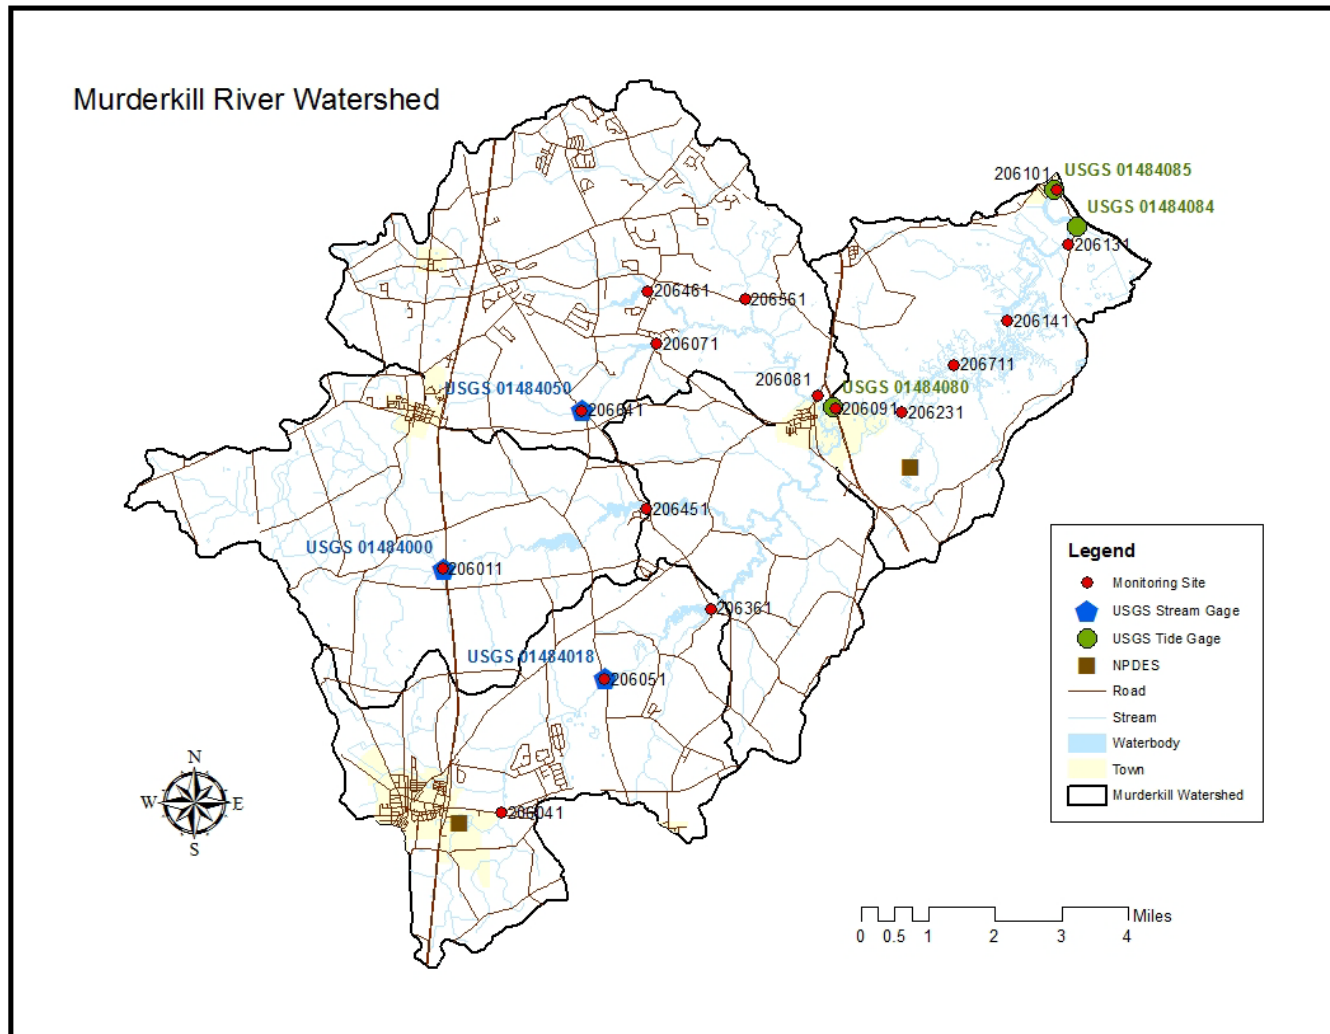 Murderkill River Watershed
206101
USGS 01484085
USGS 01484084
206131
206461
206561
206141
206071
206711
206081
USGS 01484080
USGS 01484050
206641
206091
206231
206451
USGS 01484000
206011
206361
USGS 01484018
206051
206041
N
W
E
S
Legend
Monitoring Site
USGS Stream Gage
USGS Tide Gage
NPDES
Road
Stream
Waterbody
Town
Murderkill Watershed
Miles
0 0.5 1 2 3 4